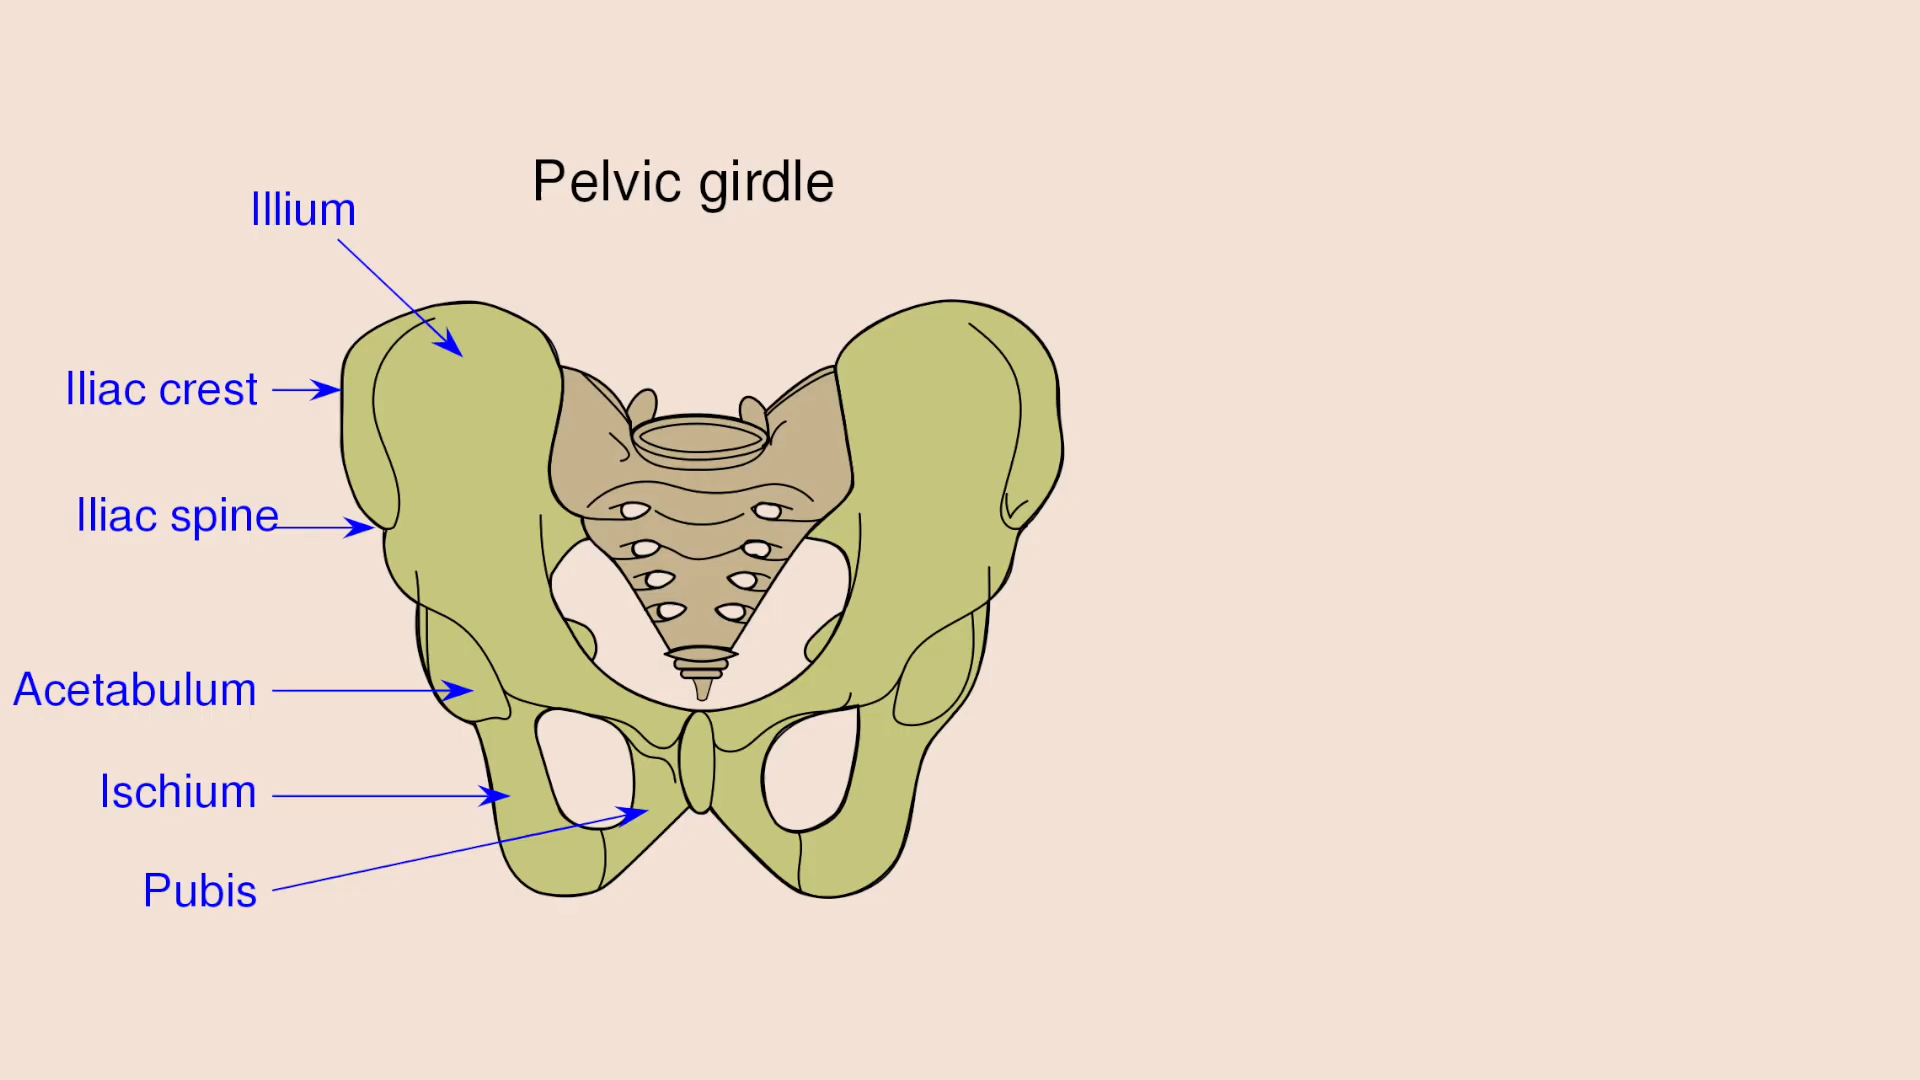 Pelvic girdle
Illium
Iliac crest
Iliac spine
Acetabulum
Ischium
Pubis